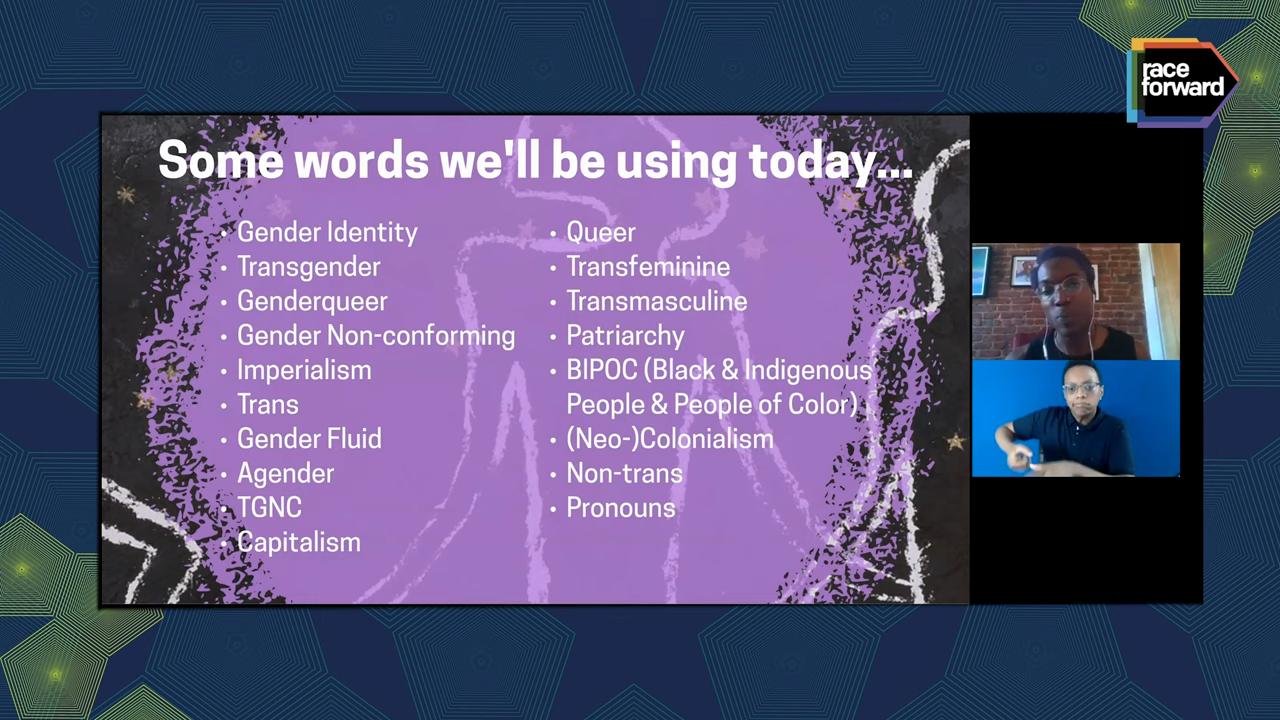 race
forward
Some words we'll be using today...
• Gender Identity
• Transgender
• Genderqueer
• Gender Non-conforming
• Imperialism
• Trans
• Gender Fluid
• Agender
• TGNC
• Capitalism
• Queer
• Transfeminine
• Transmasculine
• Patriarchy
• BIPOC (Black & Indigenous
People & People of Color)
• (Neo-)Colonialism
• Non-trans
• Pronouns